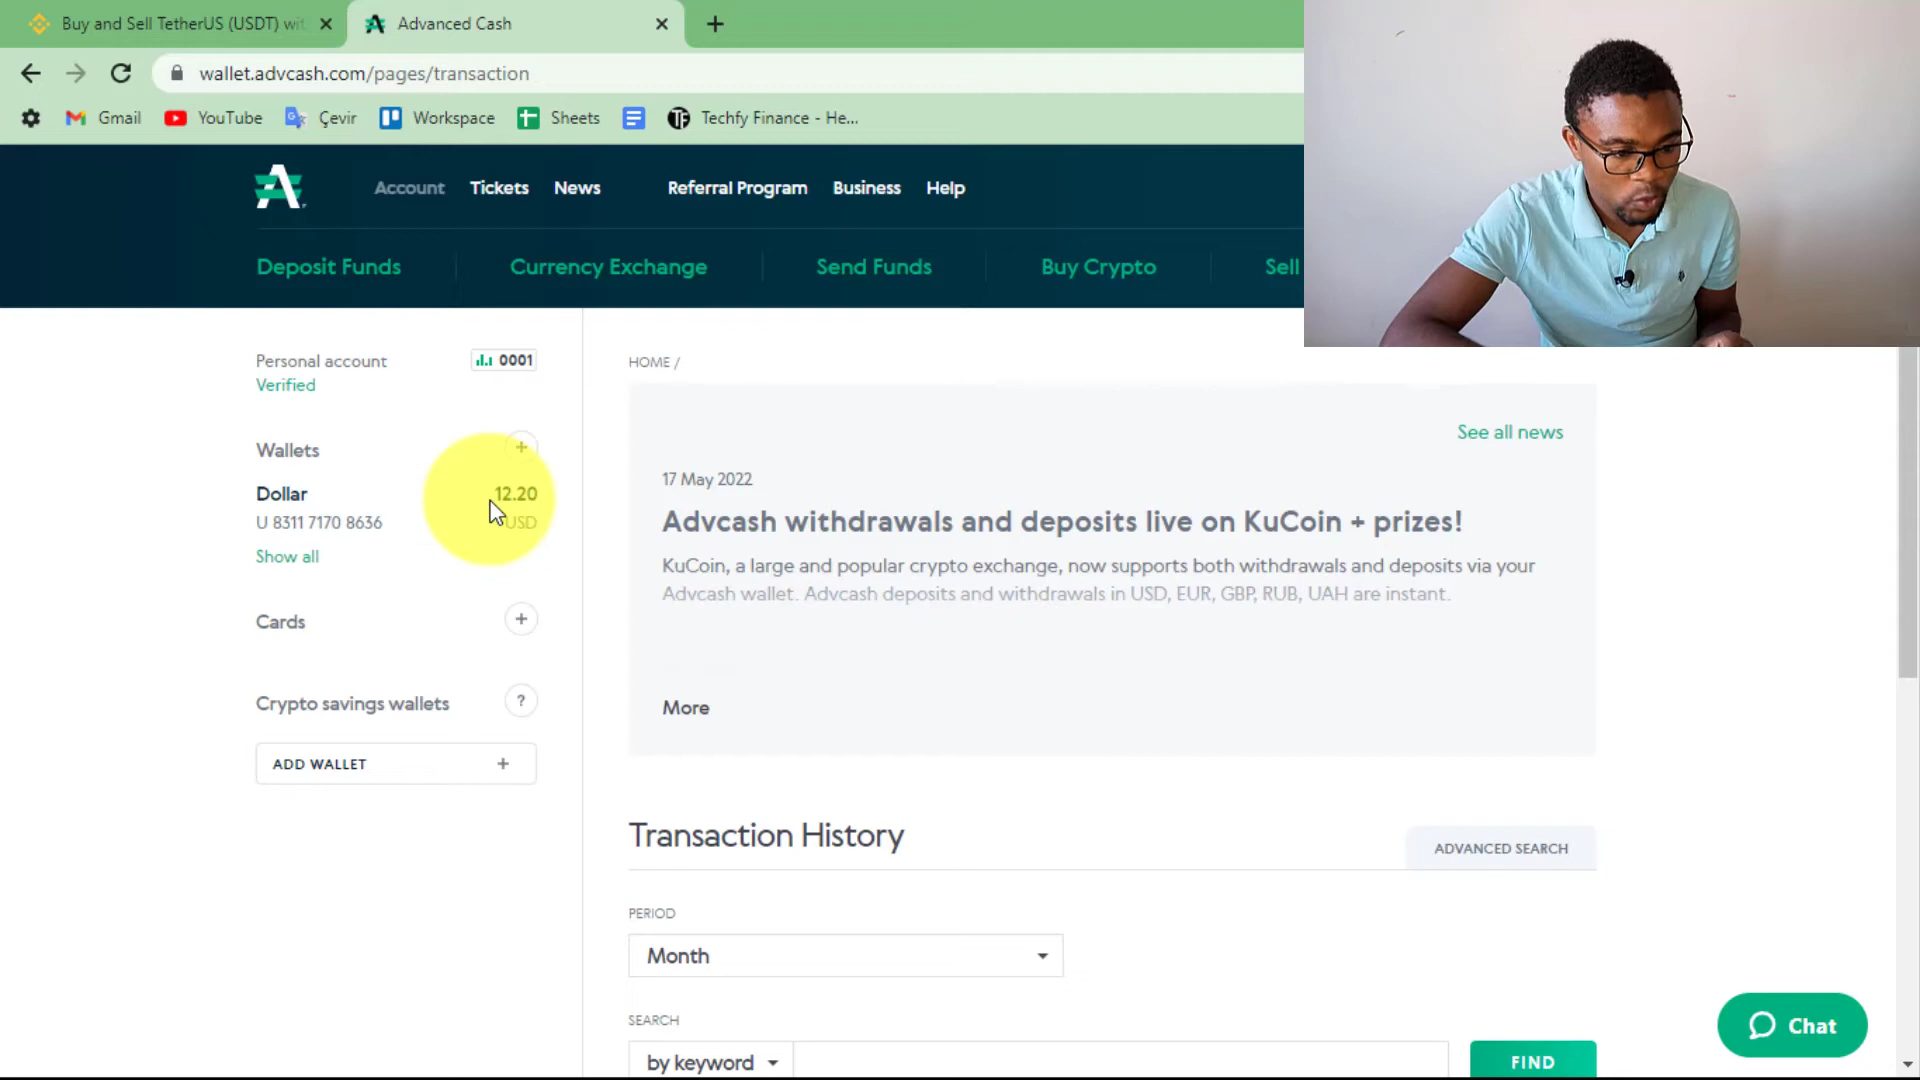 Buy and Sell TetherUS (USDT) wit
Advanced Cash
wallet.advcash.com/pages/transaction
Gmail
YouTube
Çevir
Workspace
Sheets
Techfy Finance - He...
Account
Tickets
News
Referral Program
Business
Help
Deposit Funds
Currency Exchange
Send Funds
Buy Crypto
Sell
Personal account
0001
Verified
Wallets
Dollar
12.20
U 8311 7170 8636
USD
Show all
Cards
Crypto savings wallets
?
ADD WALLET
+
HOME /
See all news
17 May 2022
Advcash withdrawals and deposits live on KuCoin + prizes!
KuCoin, a large and popular crypto exchange, now supports both withdrawals and deposits via your
Advcash wallet. Advcash deposits and withdrawals in USD, EUR, GBP, RUB, UAH are instant.
More
Transaction History
ADVANCED SEARCH
PERIOD
Month
SEARCH
by keyword
FIND
Chat